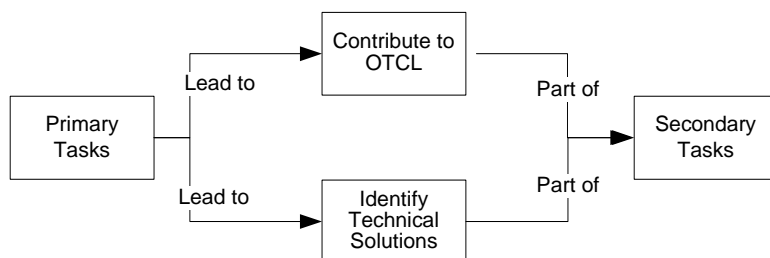 Contribute to
OTCL
Lead to
Part of
Primary
Tasks
Secondary
Tasks
Lead to
Part of
Identify
Technical
Solutions